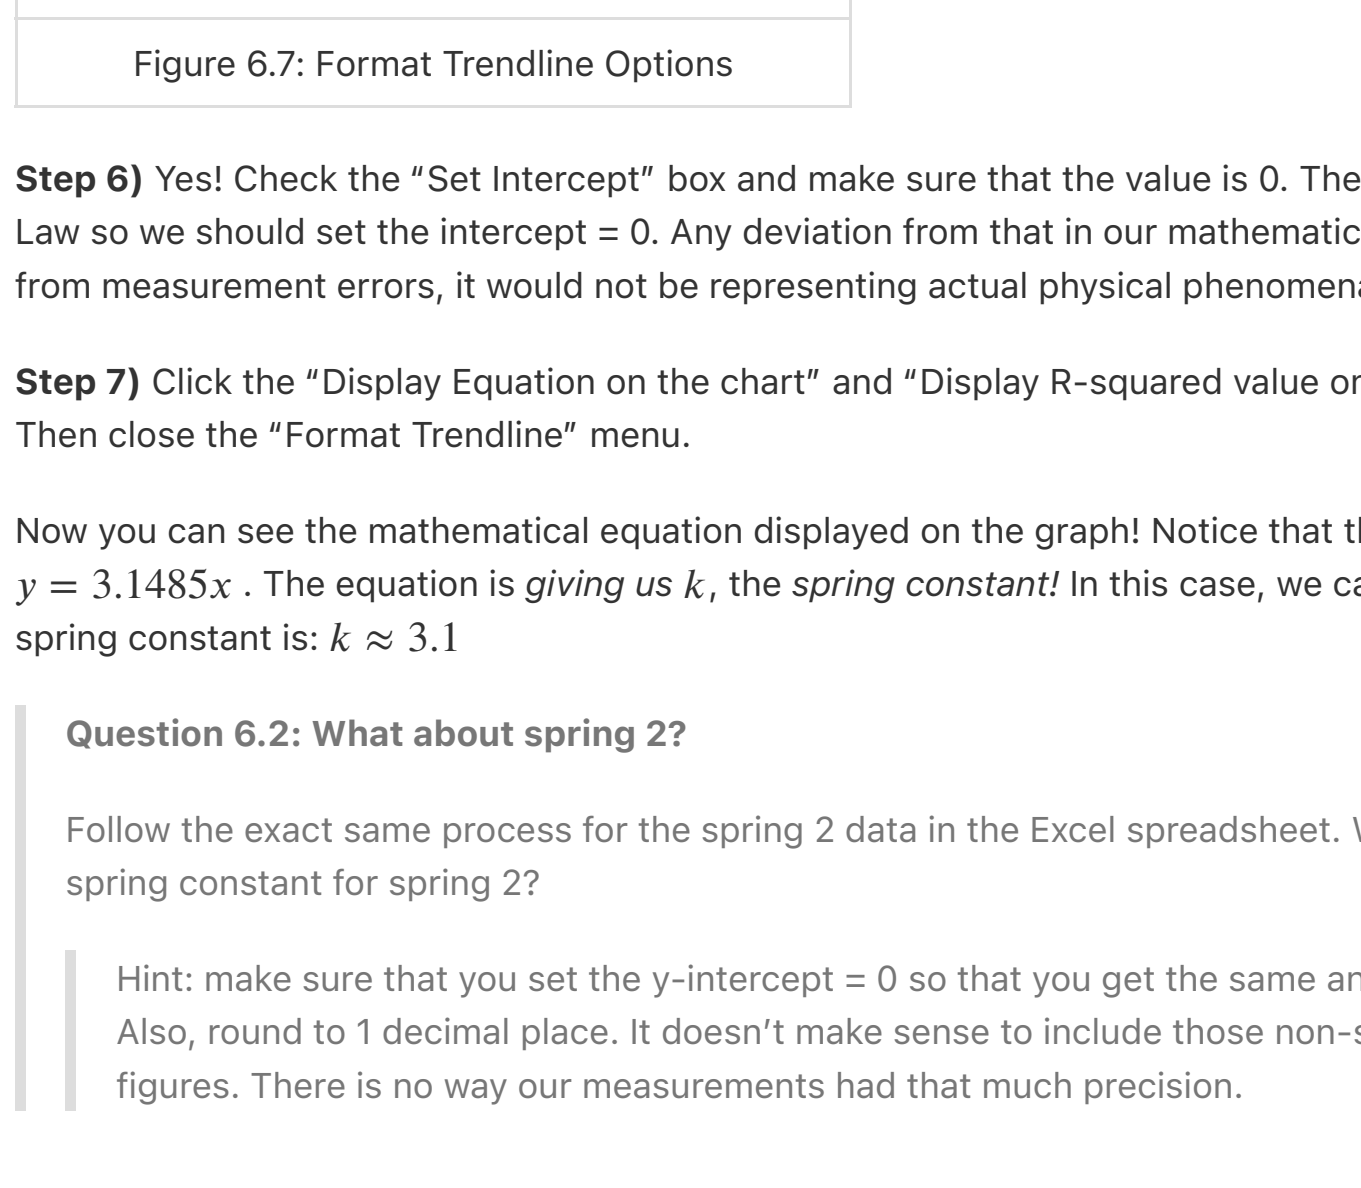 Figure 6.7: Format Trendline Options
Step 6) Yes! Check the “Set Intercept” box and make sure that the value is 0. The
Law so we should set the intercept = 0. Any deviation from that in our mathematic
from measurement errors, it would not be representing actual physical phenomena
Step 7) Click the “Display Equation on the chart” and “Display R-squared value or
Then close the “Format Trendline” menu.
Now you can see the mathematical equation displayed on the graph! Notice that th
y = 3.1485x . The equation is giving us k, the spring constant! In this case, we ca
spring constant is: k ≈ 3.1
Question 6.2: What about spring 2?
Follow the exact same process for the spring 2 data in the Excel spreadsheet.
spring constant for spring 2?
Hint: make sure that you set the y-intercept = 0 so that you get the same an
Also, round to 1 decimal place. It doesn’t make sense to include those non-s
figures. There is no way our measurements had that much precision.